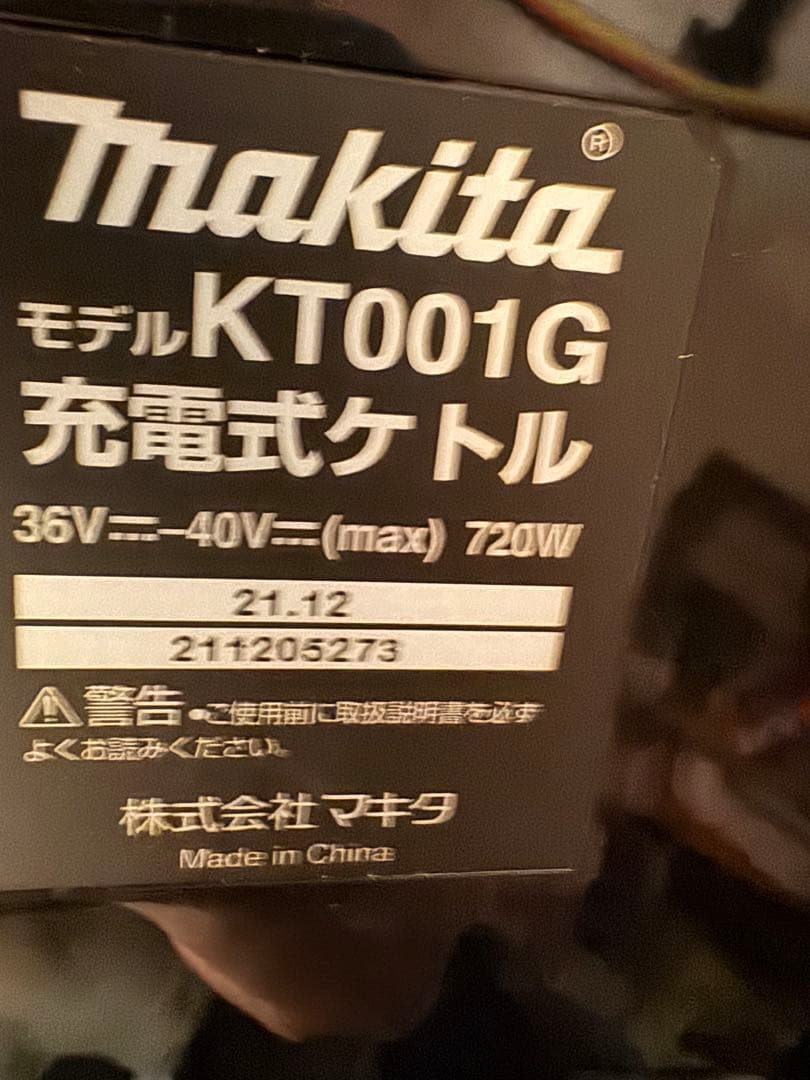 makita®
モデルKT001G
充電式ケトル
36V⎓-40V⎓(max) 720W
21.12
211205273
⚠警告 •ご使用前に取扱説明書を必ず
よくお読みください。
株式会社マキタ
Made in China